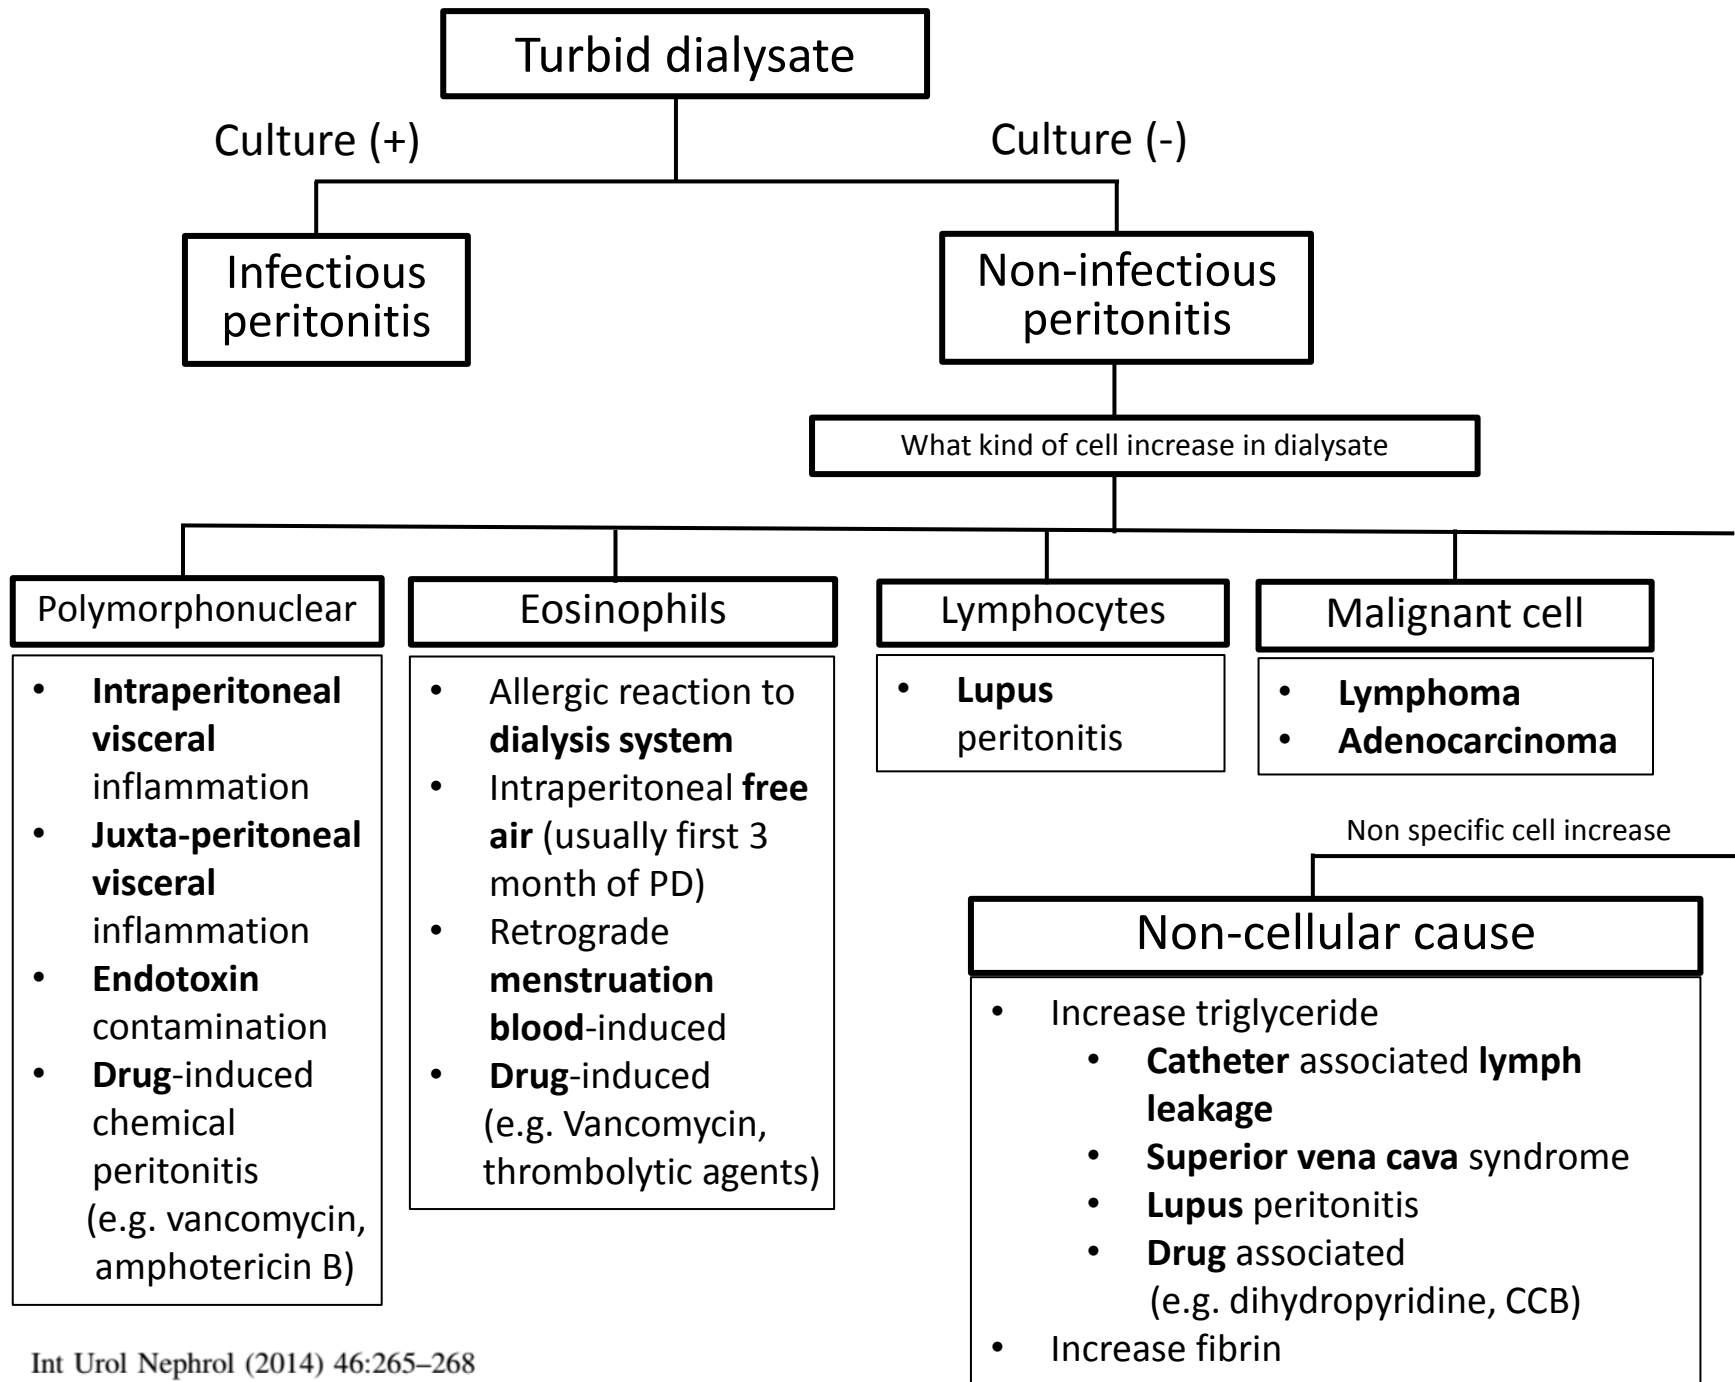 Turbid dialysate
Culture (+)
Culture (-)
Infectious
peritonitis
Non-infectious
peritonitis
What kind of cell increase in dialysate
Polymorphonuclear
• Intraperitoneal
visceral
inflammation
• Juxta-peritoneal
visceral
inflammation
• Endotoxin
contamination
• Drug-induced
chemical
peritonitis
(e.g. vancomycin,
amphotericin B)
Eosinophils
• Allergic reaction to
dialysis system
• Intraperitoneal free
air (usually first 3
month of PD)
• Retrograde
menstruation
blood-induced
• Drug-induced
(e.g. Vancomycin,
thrombolytic agents)
Lymphocytes
• Lupus
peritonitis
Malignant cell
• Lymphoma
• Adenocarcinoma
Non specific cell increase
Non-cellular cause
• Increase triglyceride
• Catheter associated lymph
leakage
• Superior vena cava syndrome
• Lupus peritonitis
• Drug associated
(e.g. dihydropyridine, CCB)
• Increase fibrin
Int Urol Nephrol (2014) 46:265–268